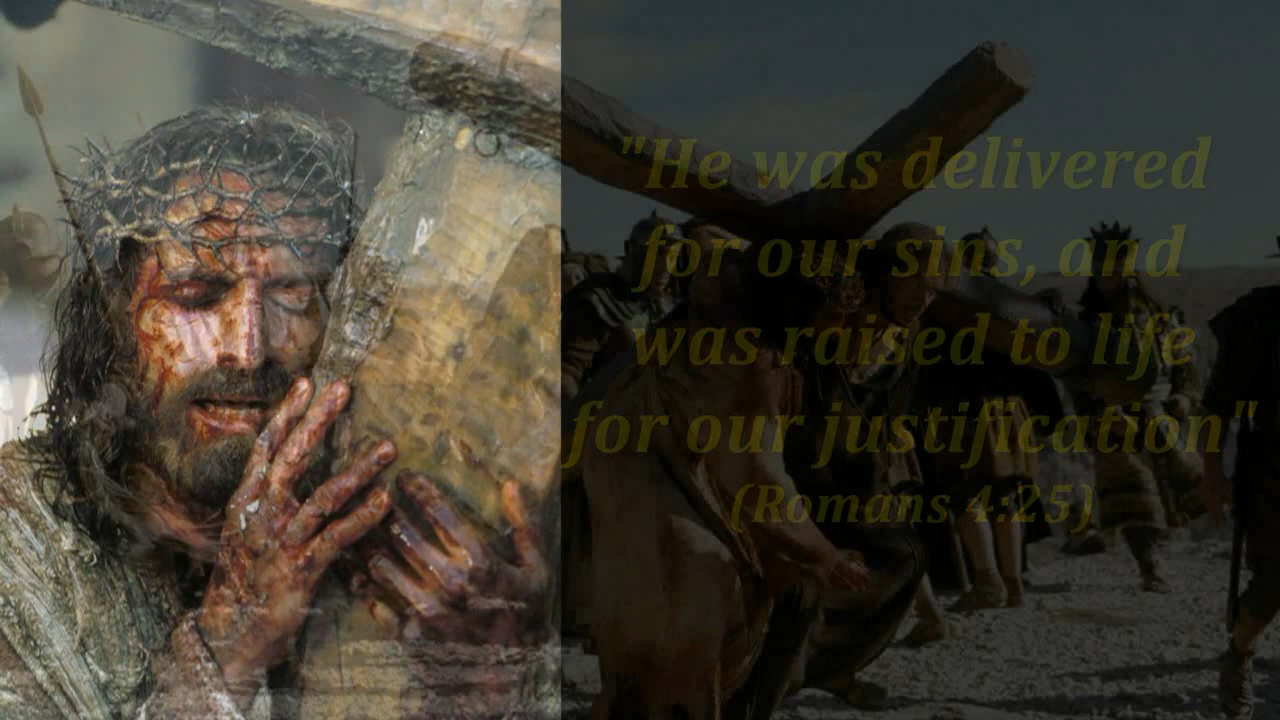 "He was delivered
for our sins, and
was raised to life
for our justification"
(Romans 4:25)